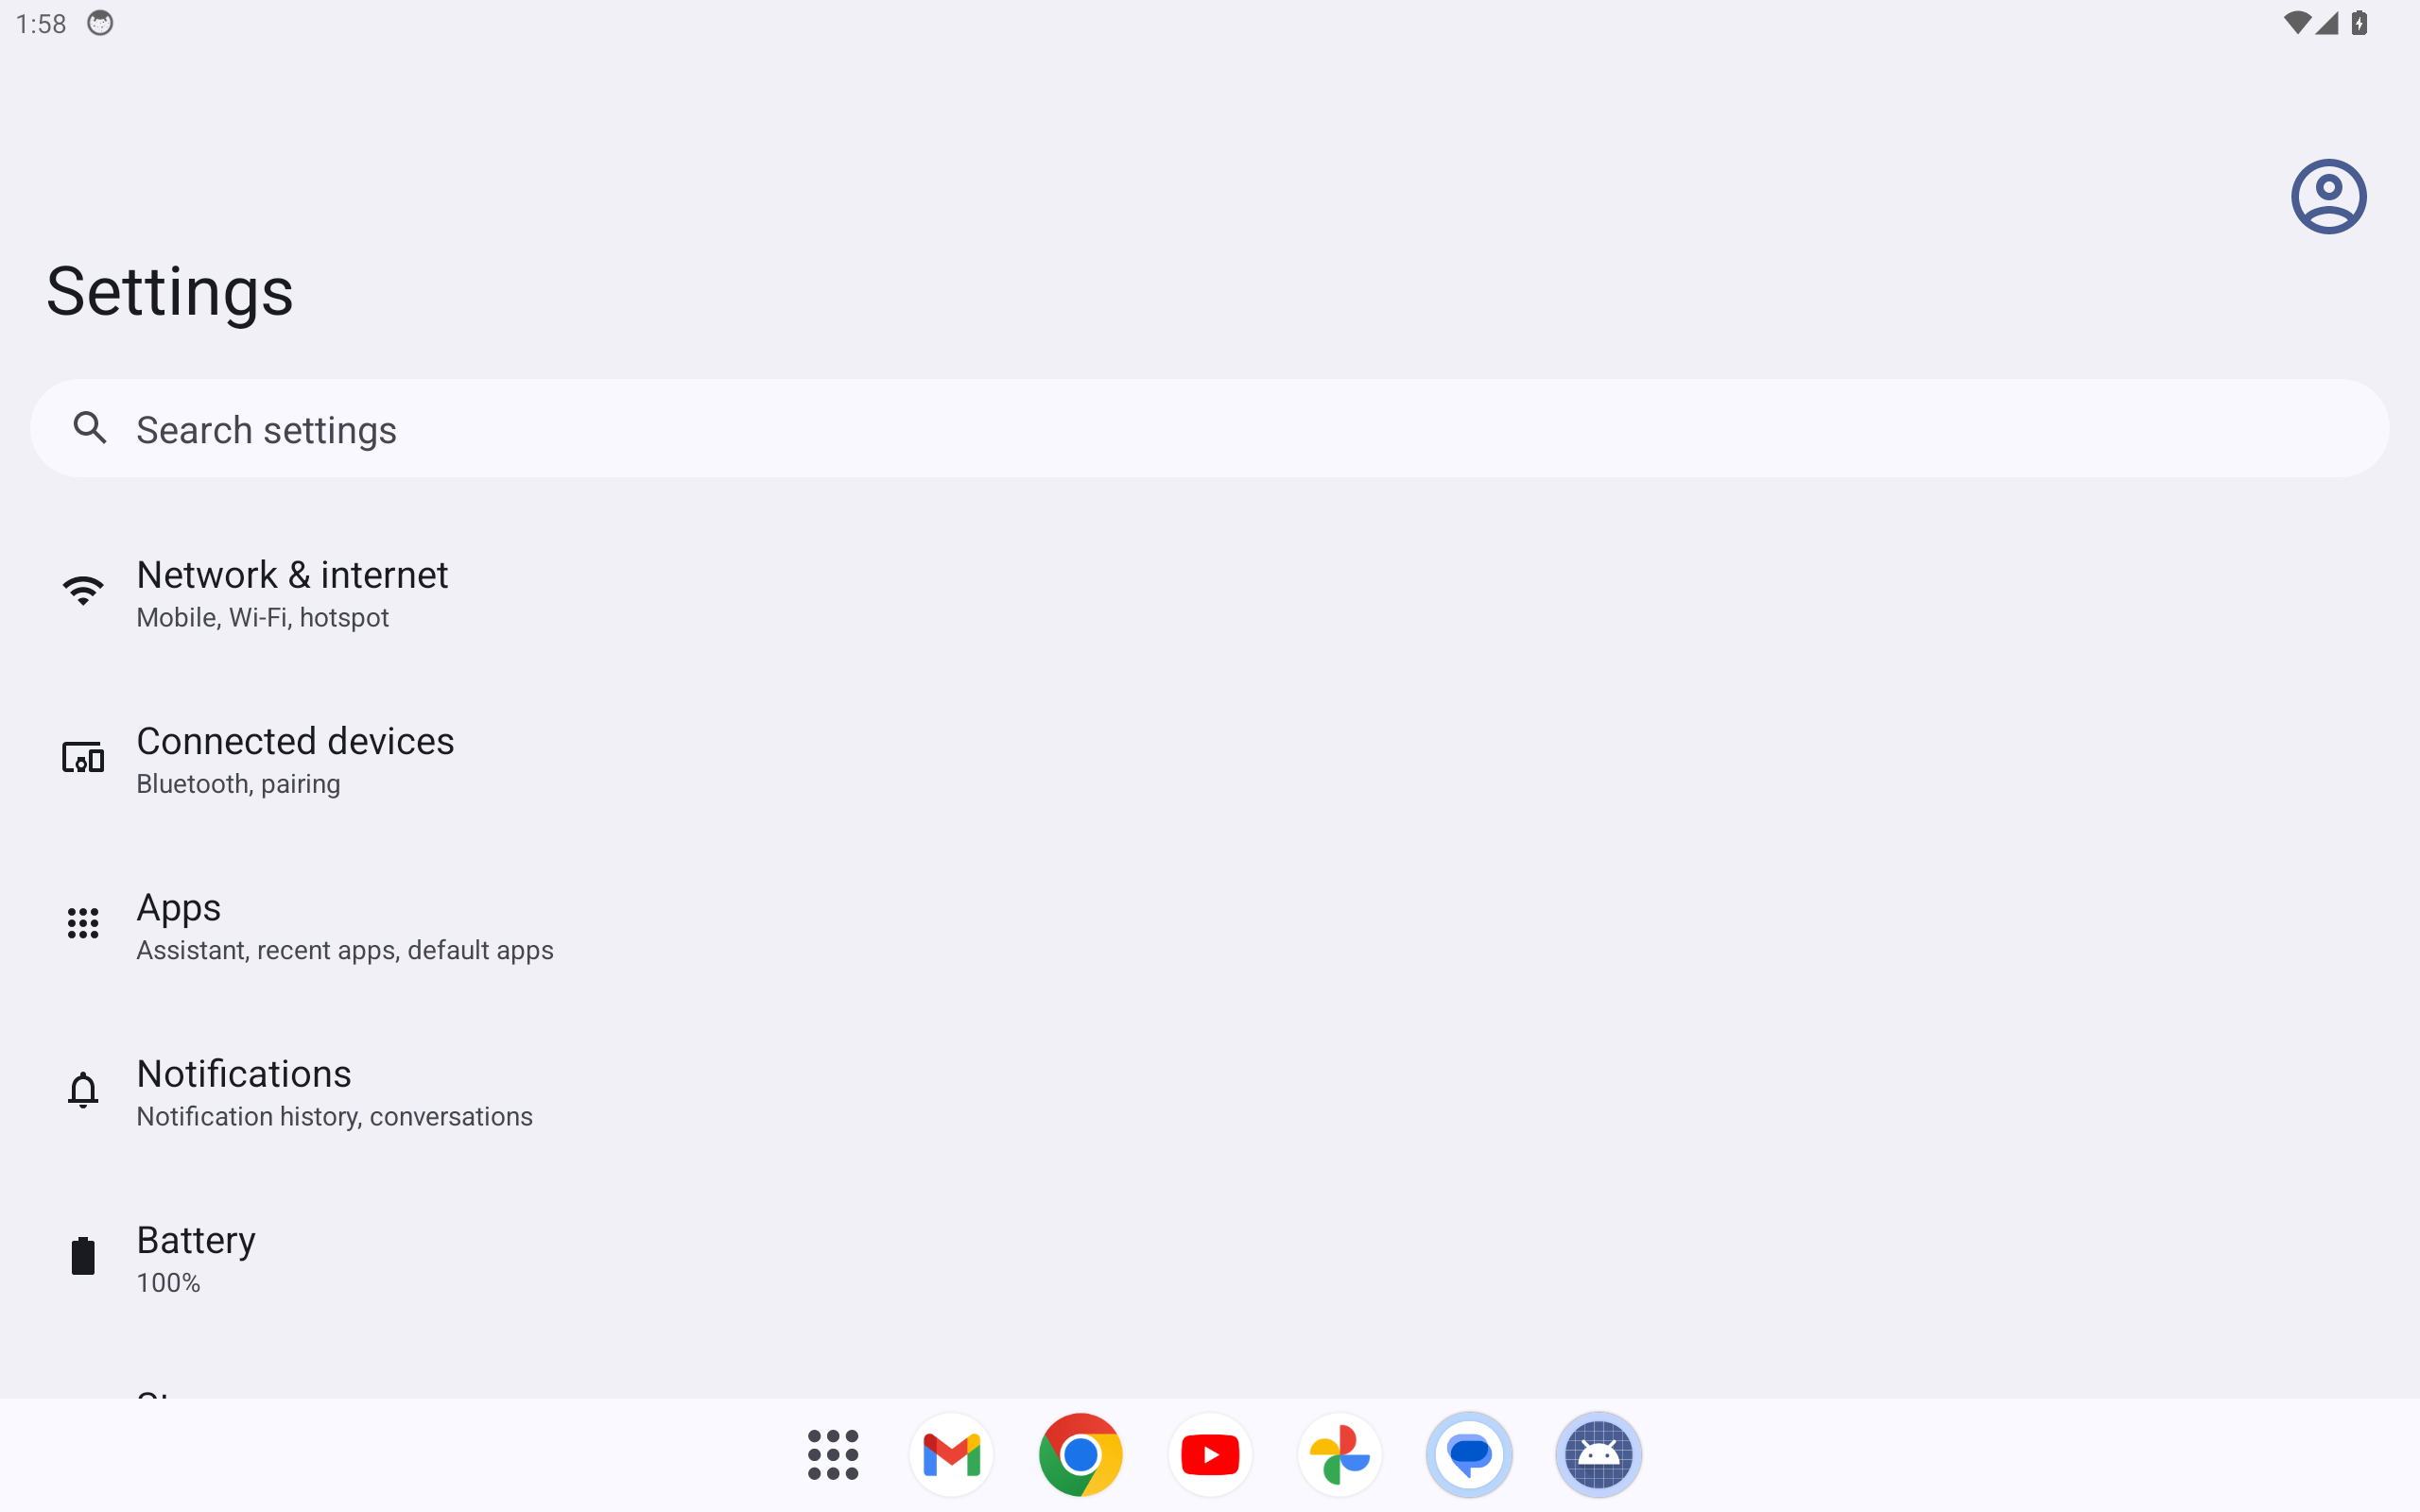 1:58
Settings
Search settings
Network & internet
Mobile, Wi-Fi, hotspot
Connected devices
Bluetooth, pairing
Apps
Assistant, recent apps, default apps
Notifications
Notification history, conversations
Battery
100%